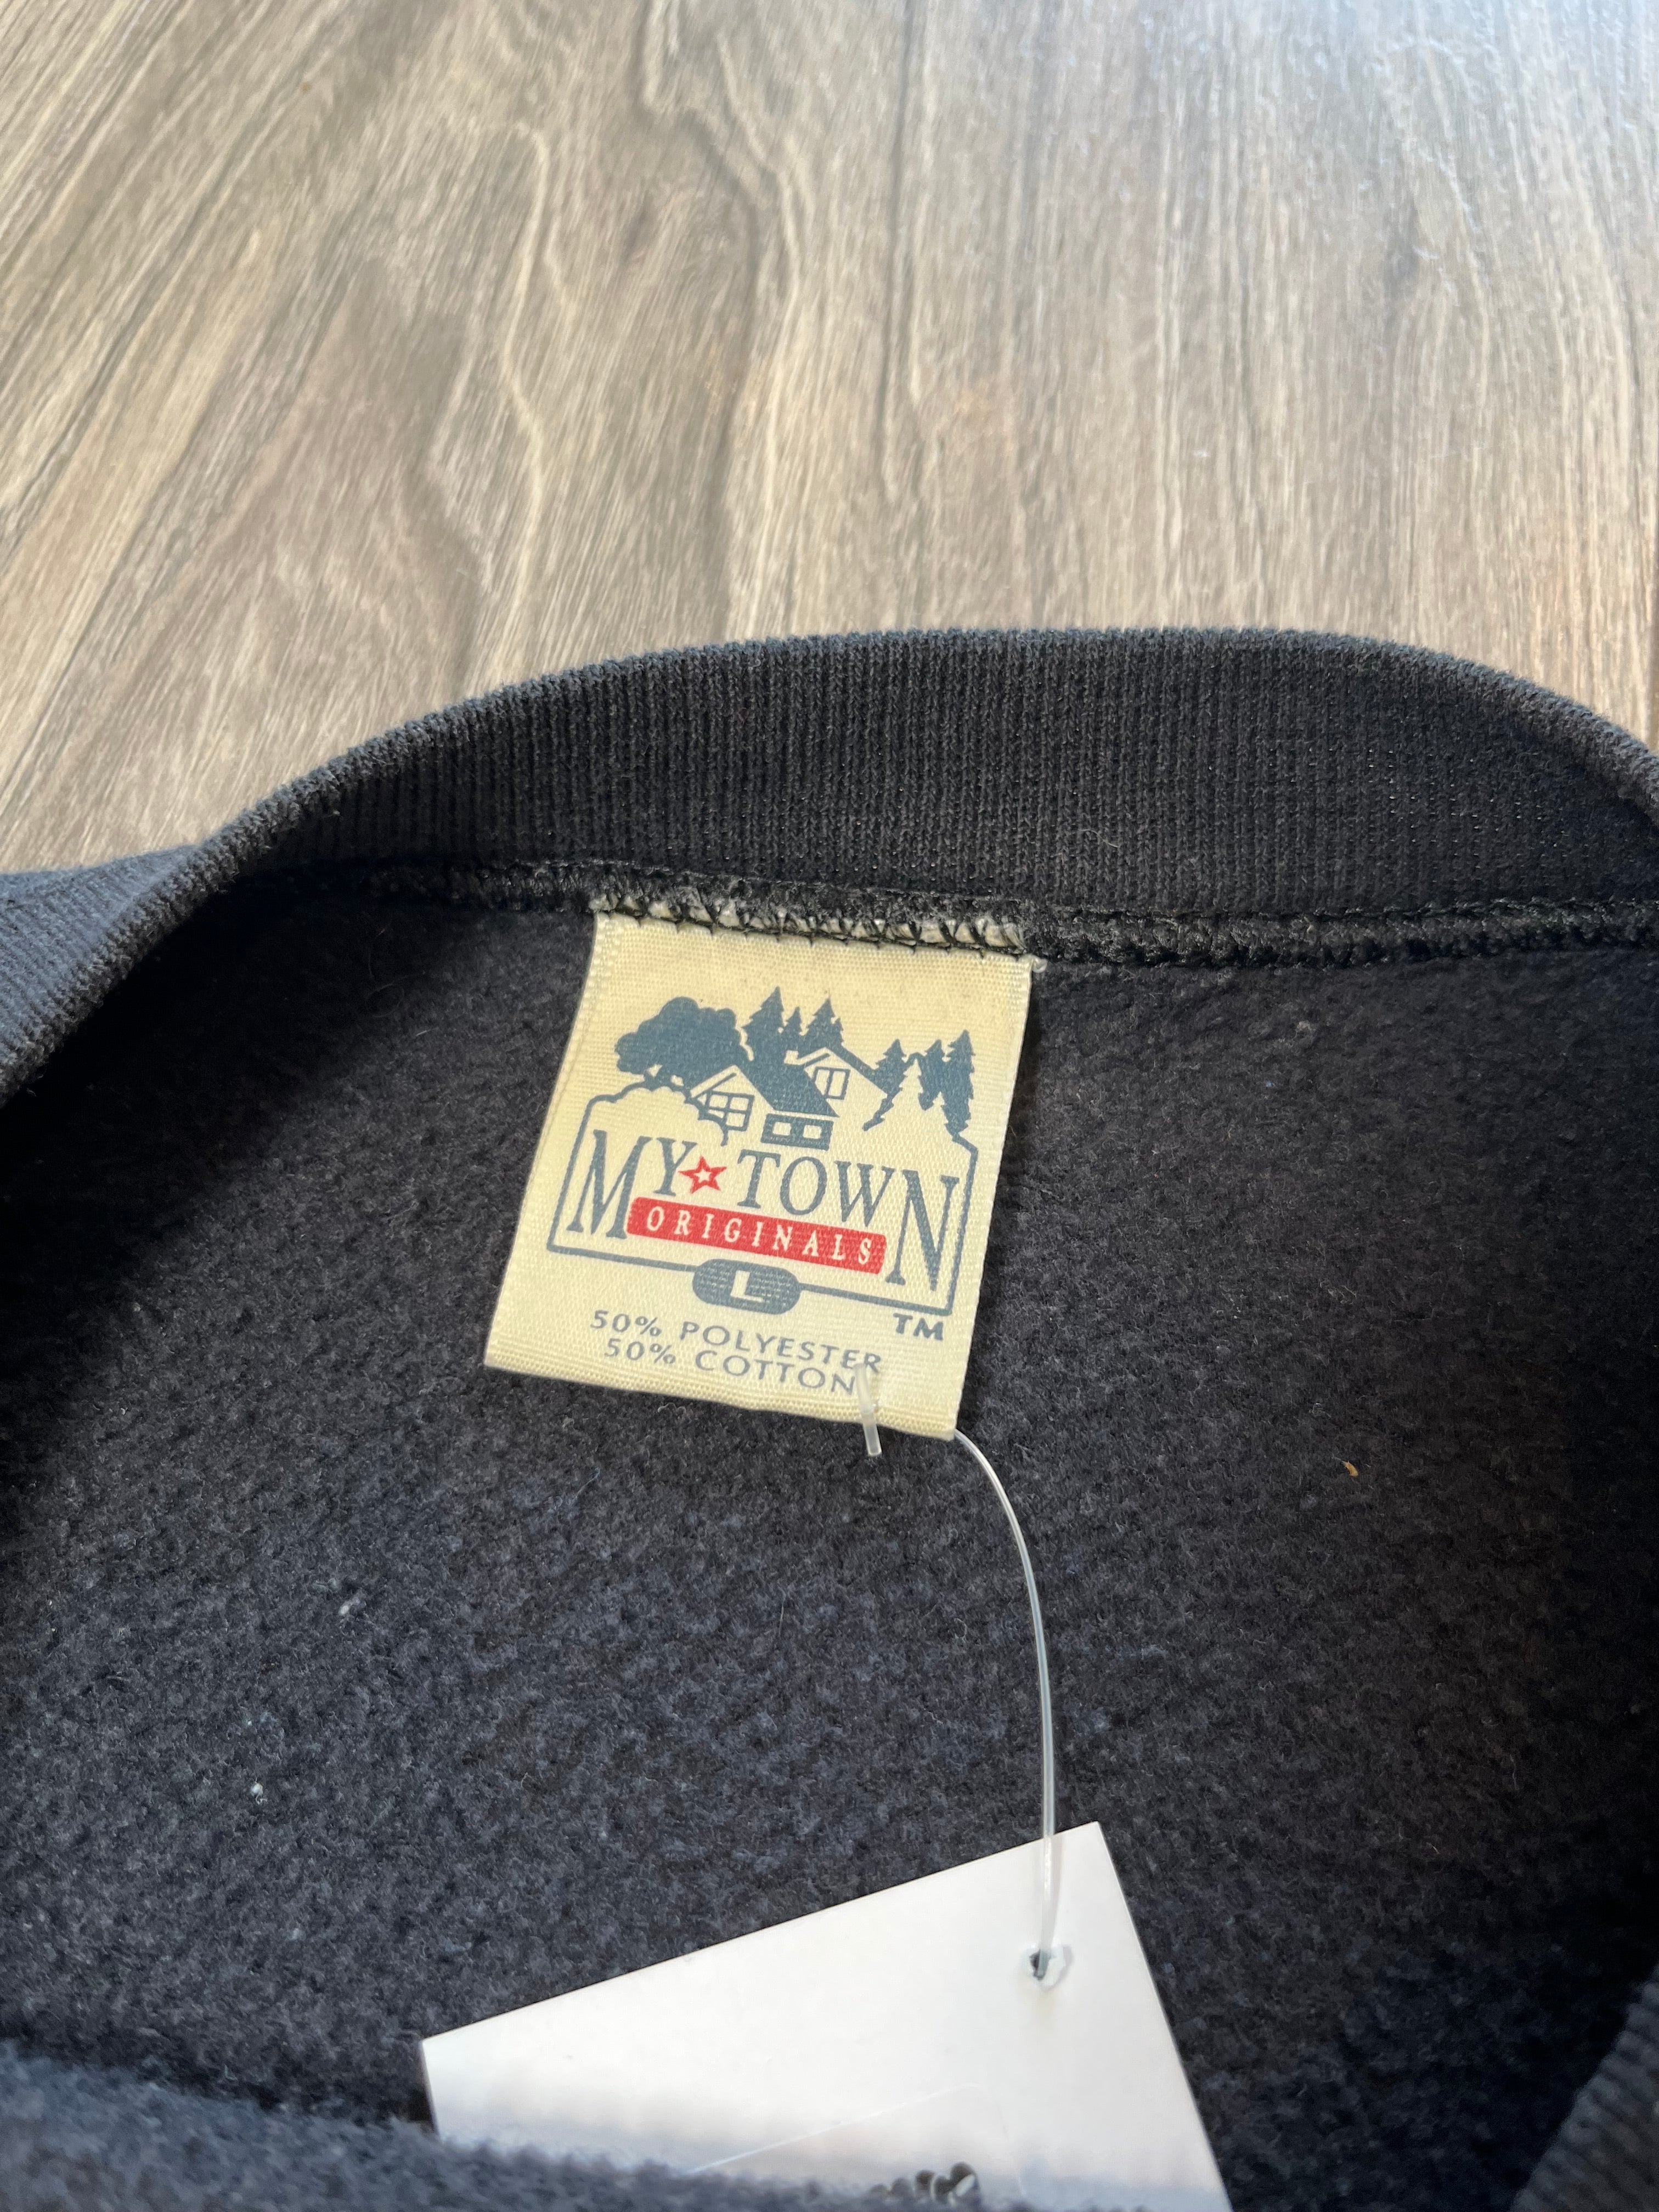 MY TOWN
ORIGINALS
L
TM
50% POLYESTER
50% COTTON